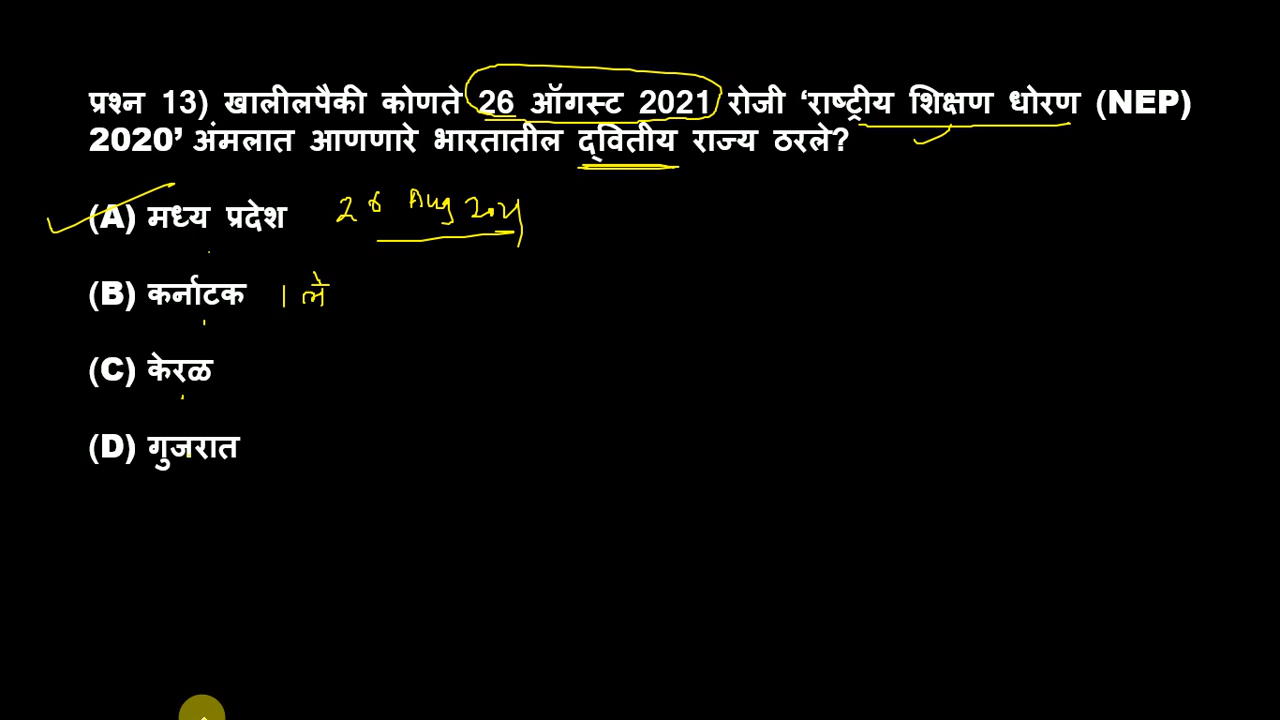 प्रश्न 13) खालीलपैकी कोणते 26 ऑगस्ट 2021 रोजी ‘राष्ट्रीय शिक्षण धोरण (NEP)
2020’ अंमलात आणणारे भारतातील द्वितीय राज्य ठरले?
(A) मध्य प्रदेश 26 Aug 2021
(B) कर्नाटक 1 ले
(C) केरळ
(D) गुजरात